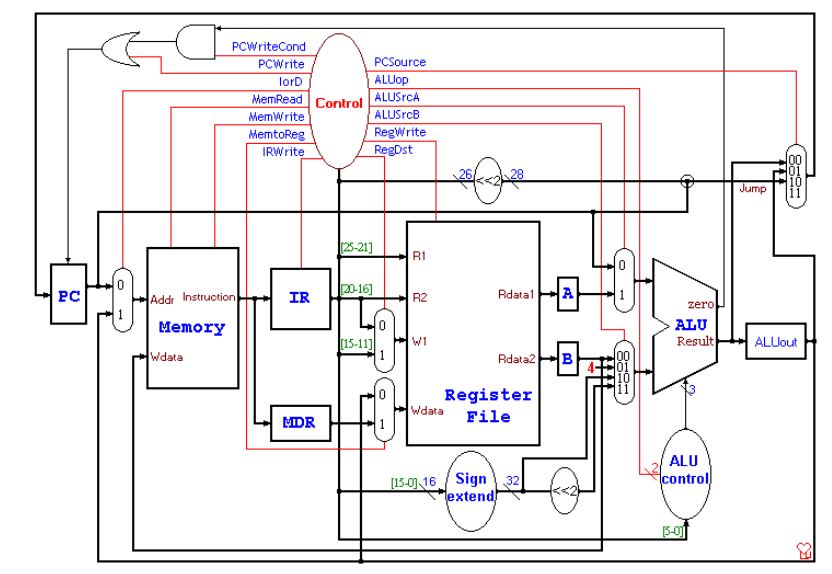 PCWriteCond
PCWrite
IorD
MemRead
MemWrite
MemtoReg
IRWrite
Control
PCSource
ALUop
ALUSrcA
ALUSrcB
RegWrite
RegDst
26
<<2
28
Jump
00
01
10
11
PC
0
1
Addr
Instruction
Memory
Wdata
IR
MDR
[25-21]
[20-16]
[15-11]
0
1
0
1
R1
R2
W1
Wdata
Rdata1
Rdata2
Register
File
A
B
0
1
4
00
01
10
11
zero
ALU
Result
ALUout
3
[15-0]
16
Sign
extend
32
<<2
2
ALU
control
[5-0]